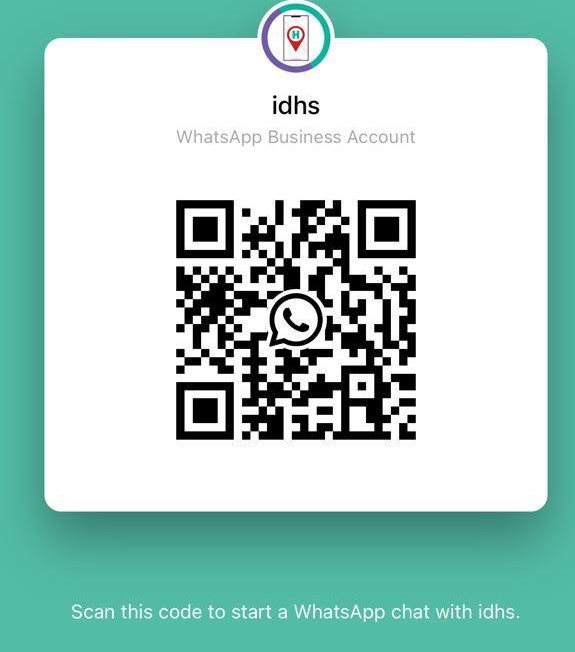 H
idhs
WhatsApp Business Account
Scan this code to start a WhatsApp chat with idhs.